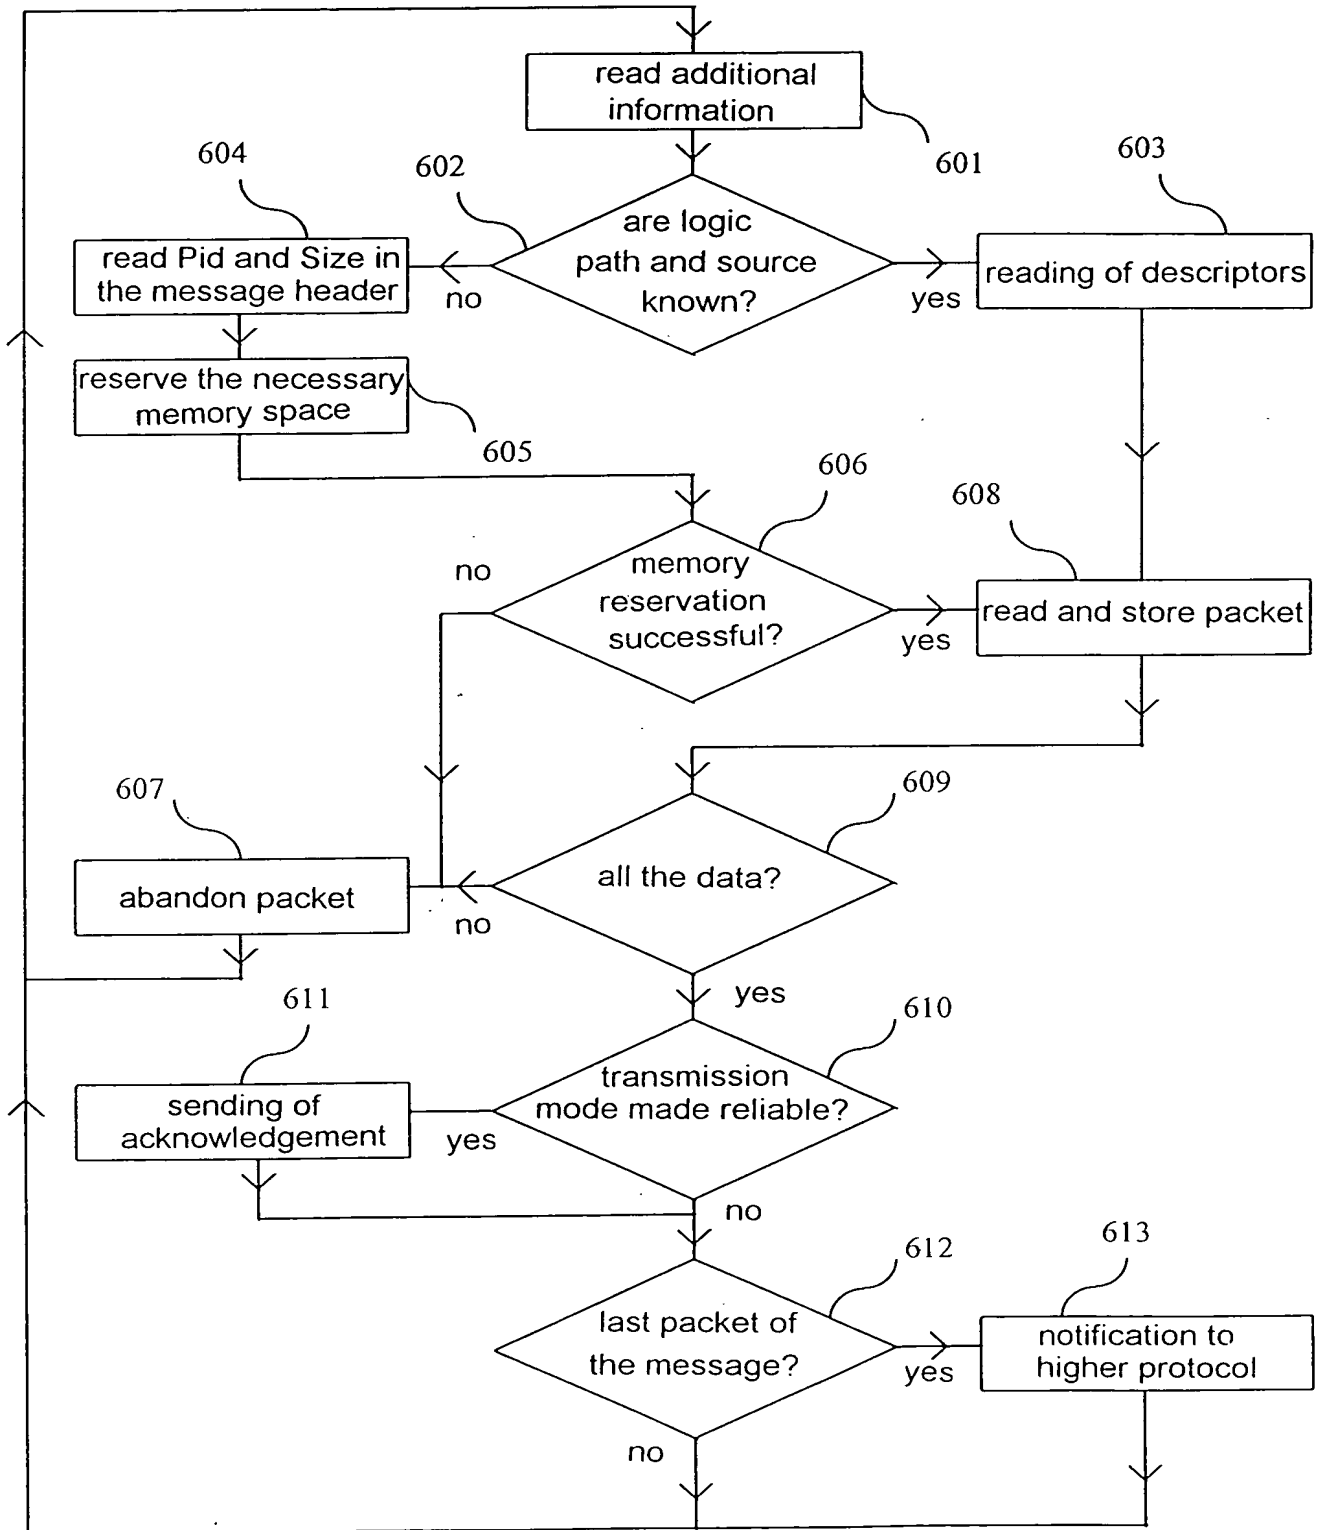 read additional
information
601
604
602
603
are logic
path and source
known?
read Pid and Size in
the message header
no
yes
reading of descriptors
reserve the necessary
memory space
605
606
608
no
memory
reservation
successful?
yes
read and store packet
607
609
abandon packet
no
all the data?
yes
611
610
sending of
acknowledgement
yes
transmission
mode made reliable?
no
612
613
last packet of
the message?
yes
notification to
higher protocol
no